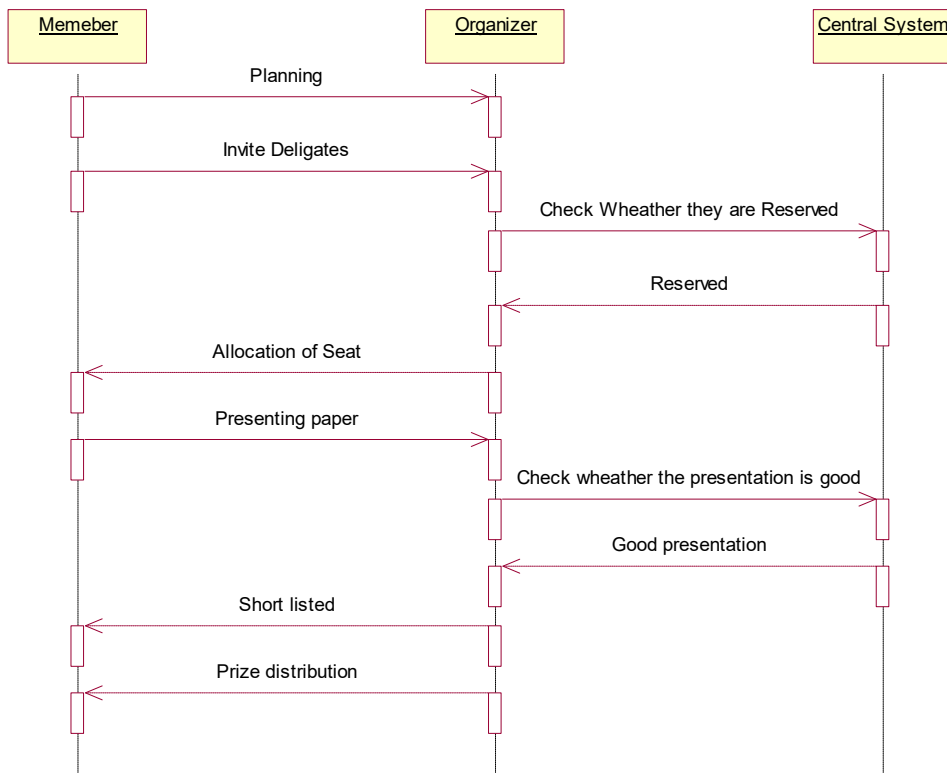 Memeber
Organizer
Central System
Planning
Invite Deligates
Check Wheather they are Reserved
Reserved
Allocation of Seat
Presenting paper
Check wheather the presentation is good
Good presentation
Short listed
Prize distribution